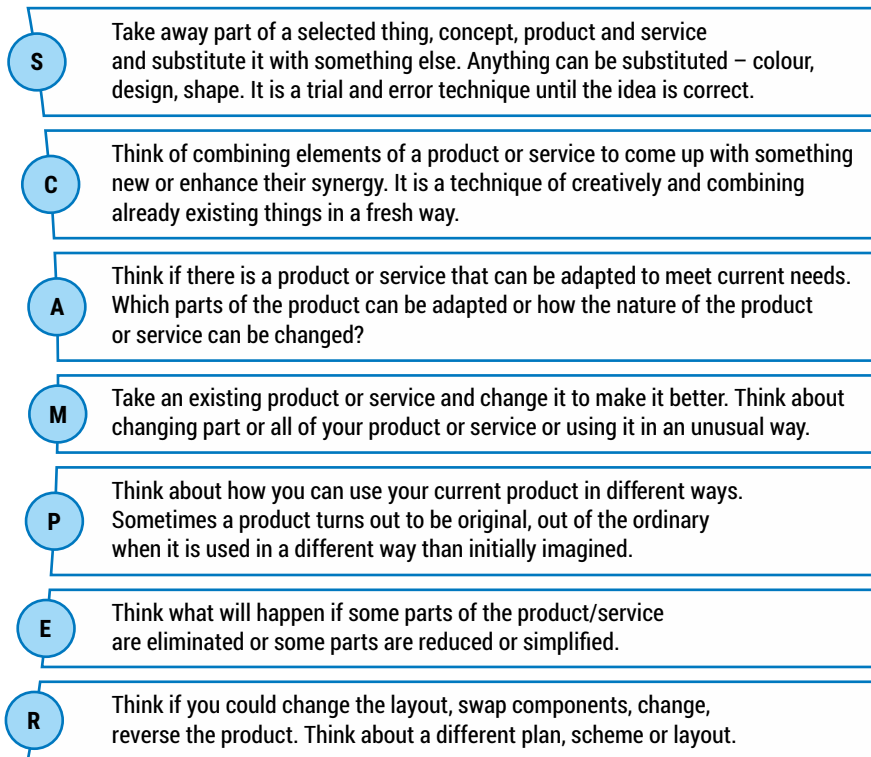 S
Take away part of a selected thing, concept, product and service
and substitute it with something else. Anything can be substituted – colour,
design, shape. It is a trial and error technique until the idea is correct.
C
Think of combining elements of a product or service to come up with something
new or enhance their synergy. It is a technique of creatively and combining
already existing things in a fresh way.
A
Think if there is a product or service that can be adapted to meet current needs.
Which parts of the product can be adapted or how the nature of the product
or service can be changed?
M
Take an existing product or service and change it to make it better. Think about
changing part or all of your product or service or using it in an unusual way.
P
Think about how you can use your current product in different ways.
Sometimes a product turns out to be original, out of the ordinary
when it is used in a different way than initially imagined.
E
Think what will happen if some parts of the product/service
are eliminated or some parts are reduced or simplified.
R
Think if you could change the layout, swap components, change,
reverse the product. Think about a different plan, scheme or layout.